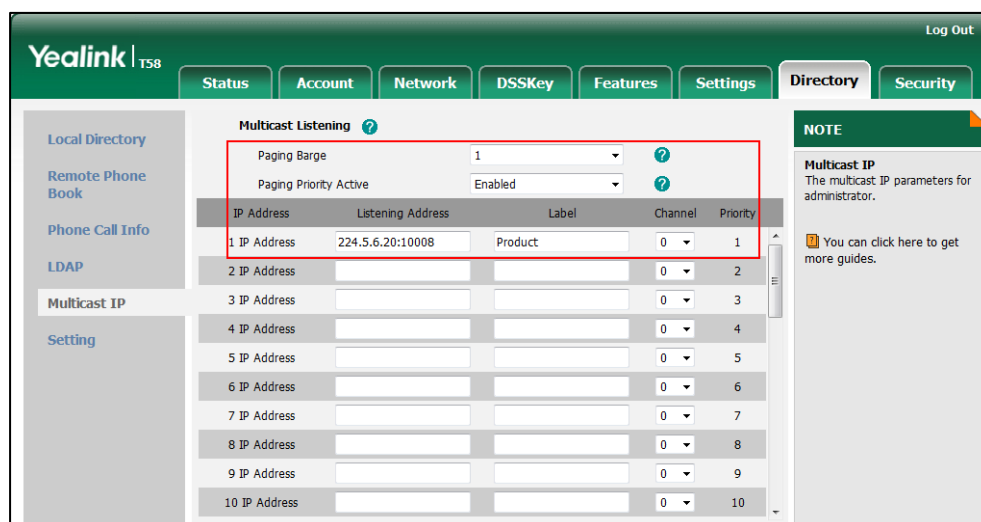 Log Out
Yealink | T58
Status Account Network DSSKey Features Settings Directory Security
Local Directory
Remote Phone
Book
Phone Call Info
LDAP
Multicast IP
Setting
Multicast Listening ?
Paging Barge 1 ?
Paging Priority Active Enabled ?
IP Address Listening Address Label Channel Priority
1 IP Address 224.5.6.20:10008 Product 0 1
2 IP Address 0 2
3 IP Address 0 3
4 IP Address 0 4
5 IP Address 0 5
6 IP Address 0 6
7 IP Address 0 7
8 IP Address 0 8
9 IP Address 0 9
10 IP Address 0 10
NOTE
Multicast IP
The multicast IP parameters for
administrator.
? You can click here to get
more guides.